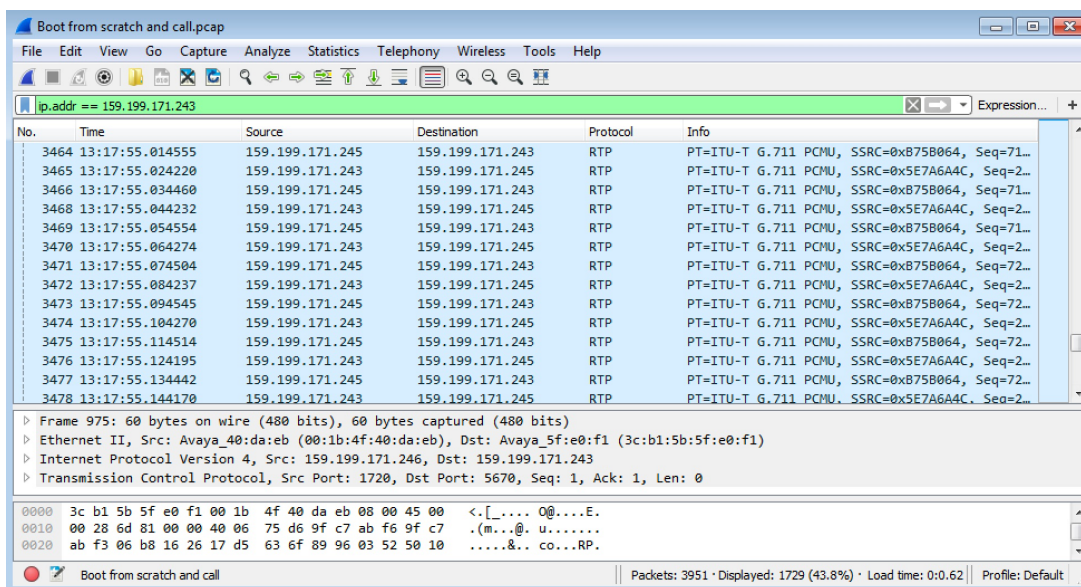 Boot from scratch and call.pcap
File Edit View Go Capture Analyze Statistics Telephony Wireless Tools Help
ip.addr == 159.199.171.243 Expression... +
No. Time Source Destination Protocol Info
3464 13:17:55.014555 159.199.171.245 159.199.171.243 RTP PT=ITU-T G.711 PCMU, SSRC=0xB75B064, Seq=71…
3465 13:17:55.024220 159.199.171.243 159.199.171.245 RTP PT=ITU-T G.711 PCMU, SSRC=0x5E7A6A4C, Seq=2…
3466 13:17:55.034460 159.199.171.245 159.199.171.243 RTP PT=ITU-T G.711 PCMU, SSRC=0xB75B064, Seq=71…
3468 13:17:55.044232 159.199.171.243 159.199.171.245 RTP PT=ITU-T G.711 PCMU, SSRC=0x5E7A6A4C, Seq=2…
3469 13:17:55.054554 159.199.171.245 159.199.171.243 RTP PT=ITU-T G.711 PCMU, SSRC=0xB75B064, Seq=71…
3470 13:17:55.064274 159.199.171.243 159.199.171.245 RTP PT=ITU-T G.711 PCMU, SSRC=0x5E7A6A4C, Seq=2…
3471 13:17:55.074504 159.199.171.245 159.199.171.243 RTP PT=ITU-T G.711 PCMU, SSRC=0xB75B064, Seq=72…
3472 13:17:55.084237 159.199.171.243 159.199.171.245 RTP PT=ITU-T G.711 PCMU, SSRC=0x5E7A6A4C, Seq=2…
3473 13:17:55.094545 159.199.171.245 159.199.171.243 RTP PT=ITU-T G.711 PCMU, SSRC=0xB75B064, Seq=72…
3474 13:17:55.104270 159.199.171.243 159.199.171.245 RTP PT=ITU-T G.711 PCMU, SSRC=0x5E7A6A4C, Seq=2…
3475 13:17:55.114514 159.199.171.245 159.199.171.243 RTP PT=ITU-T G.711 PCMU, SSRC=0xB75B064, Seq=72…
3476 13:17:55.124195 159.199.171.243 159.199.171.245 RTP PT=ITU-T G.711 PCMU, SSRC=0x5E7A6A4C, Seq=2…
3477 13:17:55.134442 159.199.171.245 159.199.171.243 RTP PT=ITU-T G.711 PCMU, SSRC=0xB75B064, Seq=72…
3478 13:17:55.144170 159.199.171.243 159.199.171.245 RTP PT=ITU-T G.711 PCMU, SSRC=0x5E7A6A4C, Seq=2…
Frame 975: 60 bytes on wire (480 bits), 60 bytes captured (480 bits)
Ethernet II, Src: Avaya_40:da:eb (00:1b:4f:40:da:eb), Dst: Avaya_5f:e0:f1 (3c:b1:5b:5f:e0:f1)
Internet Protocol Version 4, Src: 159.199.171.246, Dst: 159.199.171.243
Transmission Control Protocol, Src Port: 1720, Dst Port: 5670, Seq: 1, Ack: 1, Len: 0
0000 3c b1 5b 5f e0 f1 00 1b 4f 40 da eb 08 00 45 00 <.[_.... O@....E.
0010 00 28 6d 81 00 00 40 06 75 d6 9f c7 ab f6 9f c7 .(m...@. u.......
0020 ab f3 06 b8 16 26 17 d5 63 6f 89 96 03 52 50 10 .....&.. co...RP.
Boot from scratch and call Packets: 3951 · Displayed: 1729 (43.8%) · Load time: 0:0.62 Profile: Default